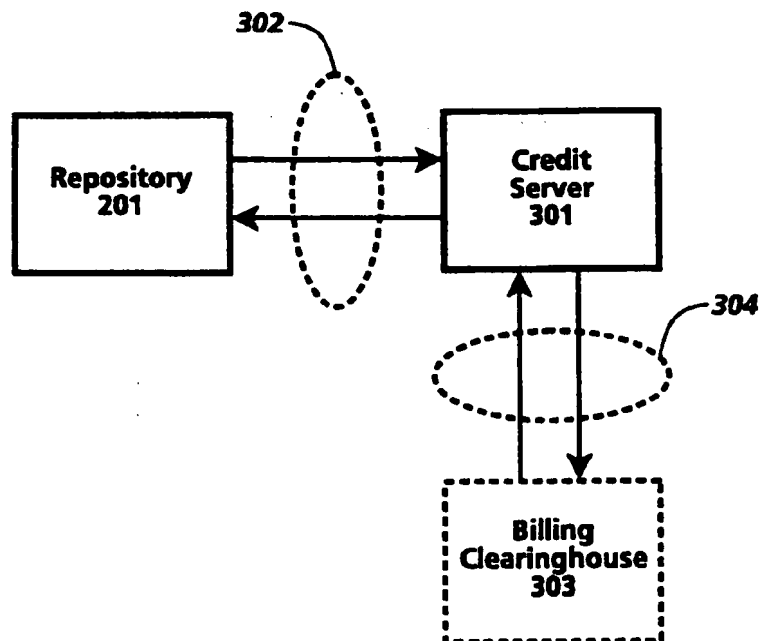 302
Repository
201
Credit
Server
301
304
Billing
Clearinghouse
303